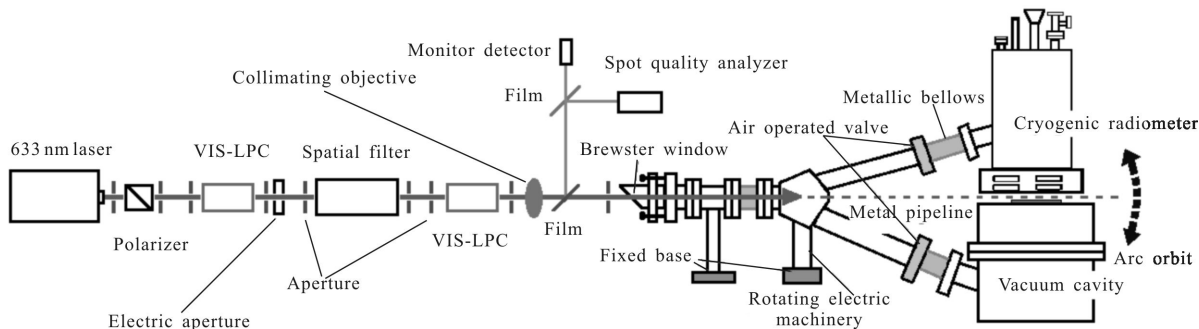 Monitor detector
Spot quality analyzer
Collimating objective
Film
Metallic bellows
Air operated valve
Cryogenic radiometer
633 nm laser
VIS-LPC
Spatial filter
Brewster window
Polarizer
VIS-LPC
Film
Metal pipeline
Fixed base
Arc orbit
Aperture
Rotating electric
machinery
Vacuum cavity
Electric aperture